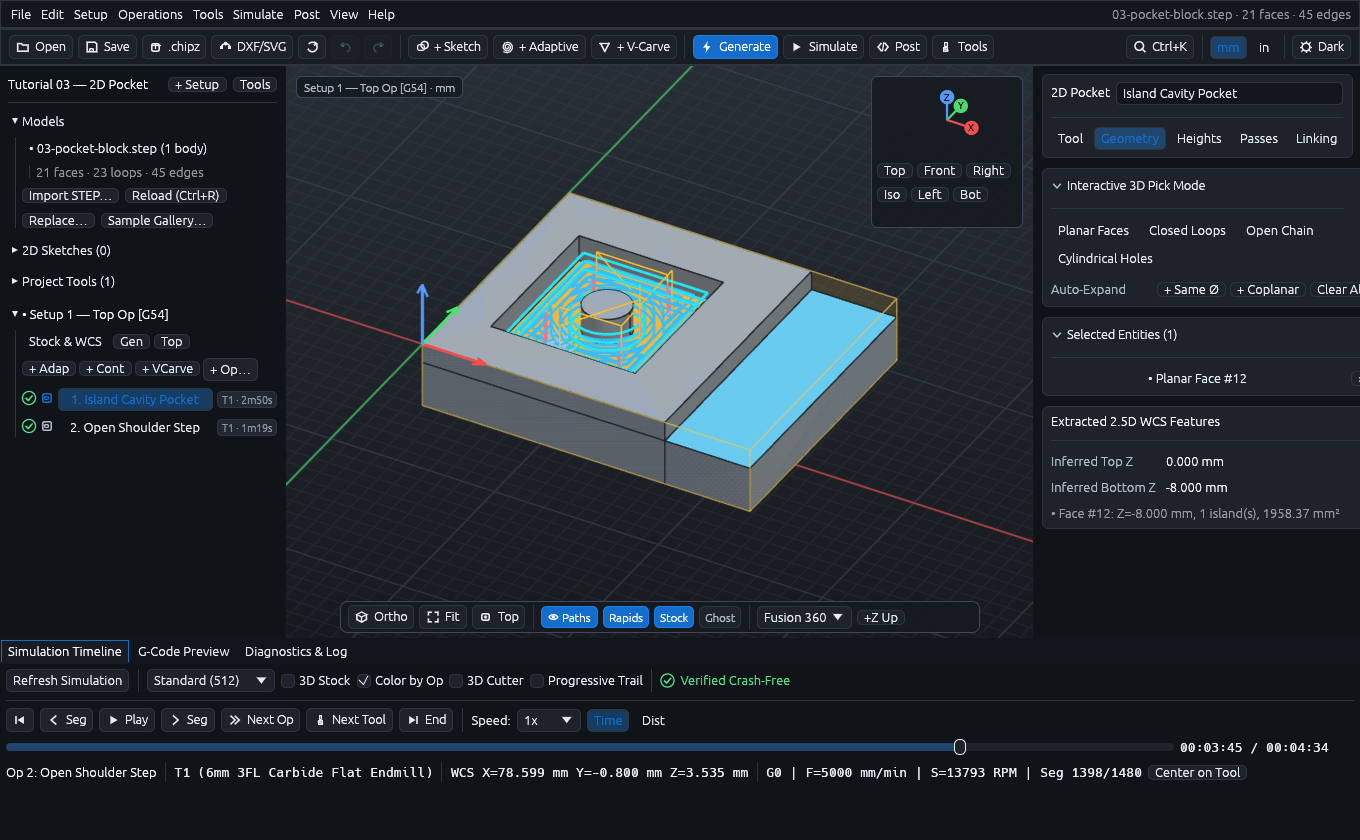 File Edit Setup Operations Tools Simulate Post View Help
03-pocket-block.step · 21 faces · 45 edges
Open Save .chipz DXF/SVG + Sketch + Adaptive + V-Carve Generate Simulate Post Tools Ctrl+K mm in Dark
Tutorial 03 — 2D Pocket + Setup Tools
Models
• 03-pocket-block.step (1 body)
21 faces · 23 loops · 45 edges
Import STEP… Reload (Ctrl+R)
Replace… Sample Gallery…
2D Sketches (0)
Project Tools (1)
• Setup 1 — Top Op [G54]
Stock & WCS Gen Top
+ Adap + Cont + VCarve + Op…
1. Island Cavity Pocket T1 · 2m50s
2. Open Shoulder Step T1 · 1m19s
Setup 1 — Top Op [G54] · mm
Z
Y
X
Top Front Right
Iso Left Bot
Ortho Fit Top Paths Rapids Stock Ghost Fusion 360 +Z Up
2D Pocket Island Cavity Pocket
Tool Geometry Heights Passes Linking
Interactive 3D Pick Mode
Planar Faces Closed Loops Open Chain
Cylindrical Holes
Auto-Expand + Same Ø + Coplanar Clear Al
Selected Entities (1)
• Planar Face #12
Extracted 2.5D WCS Features
Inferred Top Z 0.000 mm
Inferred Bottom Z -8.000 mm
• Face #12: Z=-8.000 mm, 1 island(s), 1958.37 mm²
Simulation Timeline G-Code Preview Diagnostics & Log
Refresh Simulation Standard (512) 3D Stock Color by Op 3D Cutter Progressive Trail Verified Crash-Free
Seg Play Seg Next Op Next Tool End Speed: 1x Time Dist
00:03:45 / 00:04:34
Op 2: Open Shoulder Step T1 (6mm 3FL Carbide Flat Endmill) WCS X=78.599 mm Y=-0.800 mm Z=3.535 mm G0 | F=5000 mm/min | S=13793 RPM | Seg 1398/1480 Center on Tool